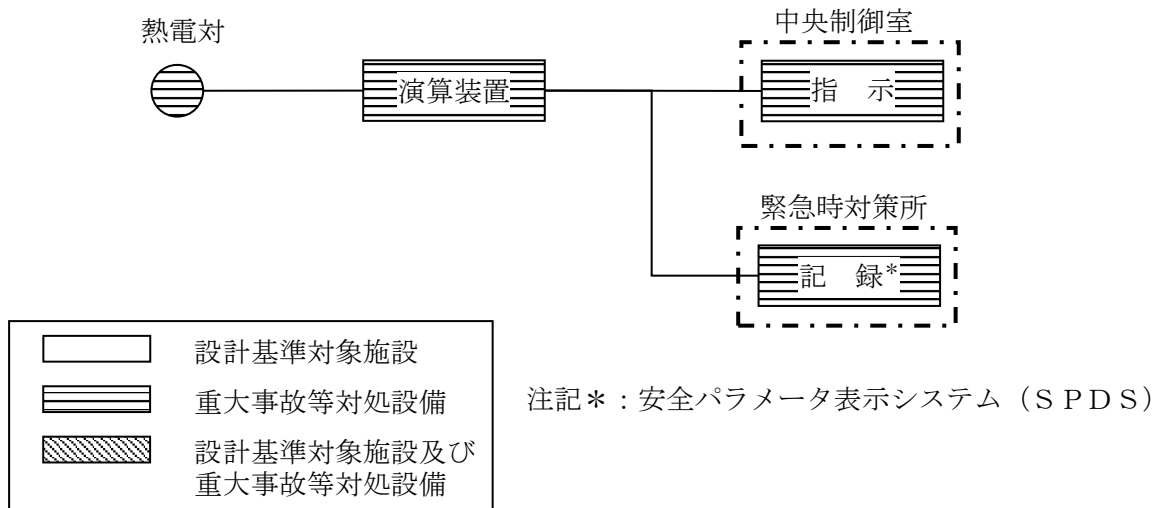 中央制御室
熱電対
演算装置
指　示
緊急時対策所
記　録*
設計基準対象施設
重大事故等対処設備
設計基準対象施設及び
重大事故等対処設備
注記＊：安全パラメータ表示システム（ＳＰＤＳ）